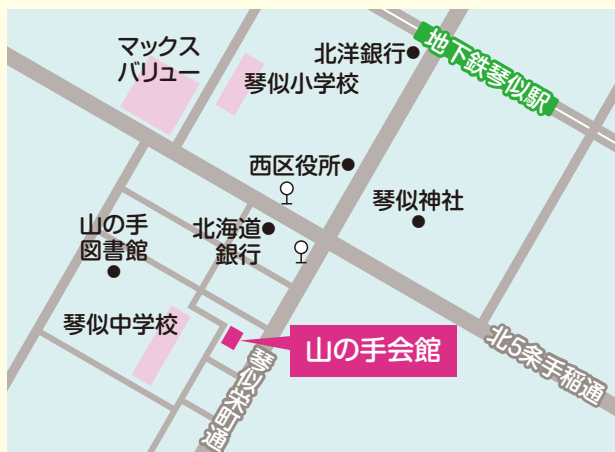 マックス
バリュー
琴似小学校
北洋銀行
地下鉄琴似駅
西区役所
琴似神社
山の手
図書館
北海道
銀行
琴似中学校
山の手会館
琴似栄町通
北5条手稲通